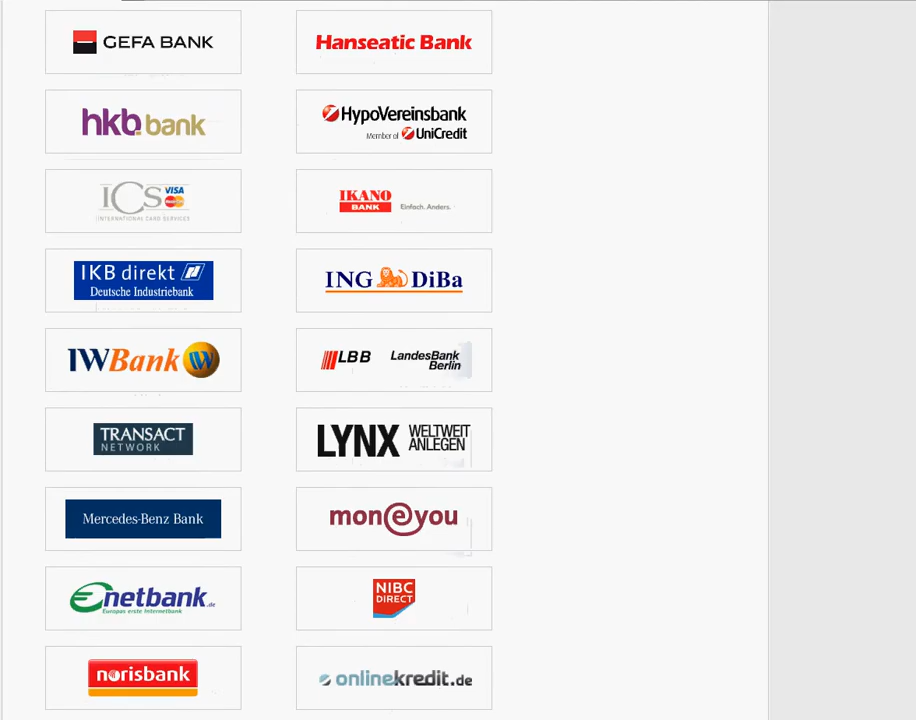 GEFA BANK
Hanseatic Bank
hkb.bank
HypoVereinsbank
Member of UniCredit
ICS VISA
INTERNATIONAL CARD SERVICES
IKANO
BANK Einfach. Anders.
IKB direkt
Deutsche Industriebank
ING DiBa
IWBank W
LBB LandesBank
Berlin
TRANSACT
NETWORK
LYNX WELTWEIT
ANLEGEN
Mercedes-Benz Bank
moneyou
netbank.de
Europas erste Internetbank
NIBC
DIRECT
norisbank
onlinekredit.de